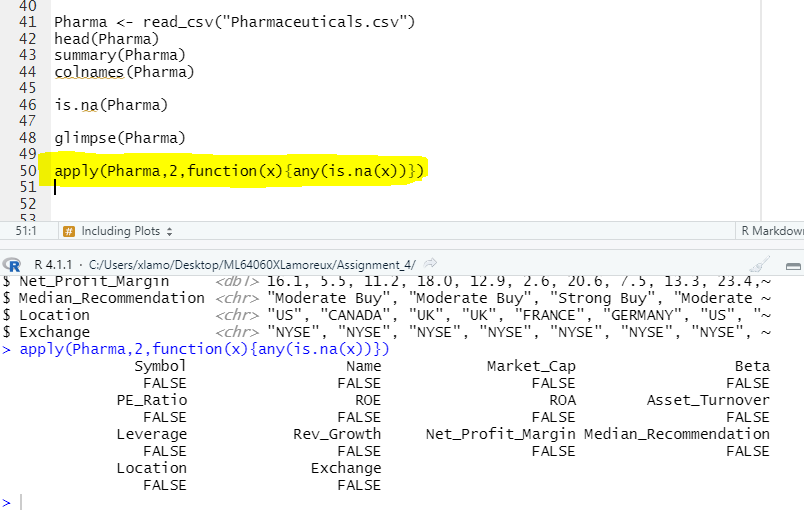 40
41 Pharma <- read_csv("Pharmaceuticals.csv")
42 head(Pharma)
43 summary(Pharma)
44 colnames(Pharma)
45
46 is.na(Pharma)
47
48 glimpse(Pharma)
49
50 apply(Pharma,2,function(x){any(is.na(x))})
51
52
53
51:1 # Including Plots R Markdown
R R 4.1.1 · C:/Users/xlamo/Desktop/ML64060XLamoreux/Assignment_4/
$ Net_Profit_Margin <dbl> 16.1, 5.5, 11.2, 18.0, 12.9, 2.6, 20.6, 7.5, 13.3, 23.4,~
$ Median_Recommendation <chr> "Moderate Buy", "Moderate Buy", "Strong Buy", "Moderate ~
$ Location <chr> "US", "CANADA", "UK", "UK", "FRANCE", "GERMANY", "US", "~
$ Exchange <chr> "NYSE", "NYSE", "NYSE", "NYSE", "NYSE", "NYSE", "NYSE", ~
> apply(Pharma,2,function(x){any(is.na(x))})
Symbol Name Market_Cap Beta
FALSE FALSE FALSE FALSE
PE_Ratio ROE ROA Asset_Turnover
FALSE FALSE FALSE FALSE
Leverage Rev_Growth Net_Profit_Margin Median_Recommendation
FALSE FALSE FALSE FALSE
Location Exchange
FALSE FALSE
>